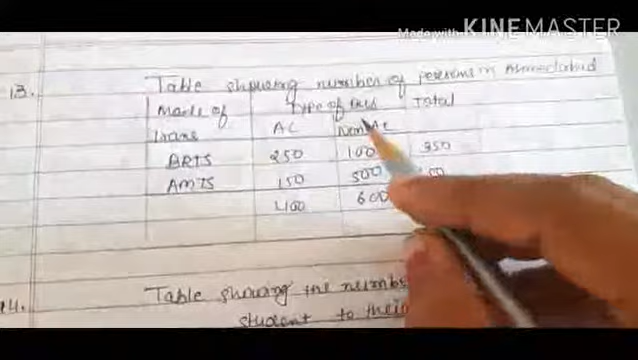 Made with KINEMASTER
13. Table showing number of persons in Ahmedabad
Mode of Type of Bus Total
trans AC Non AC
BRTS 250 100 350
AMTS 150 500
400 600
14. Table showing the numbe
student to their